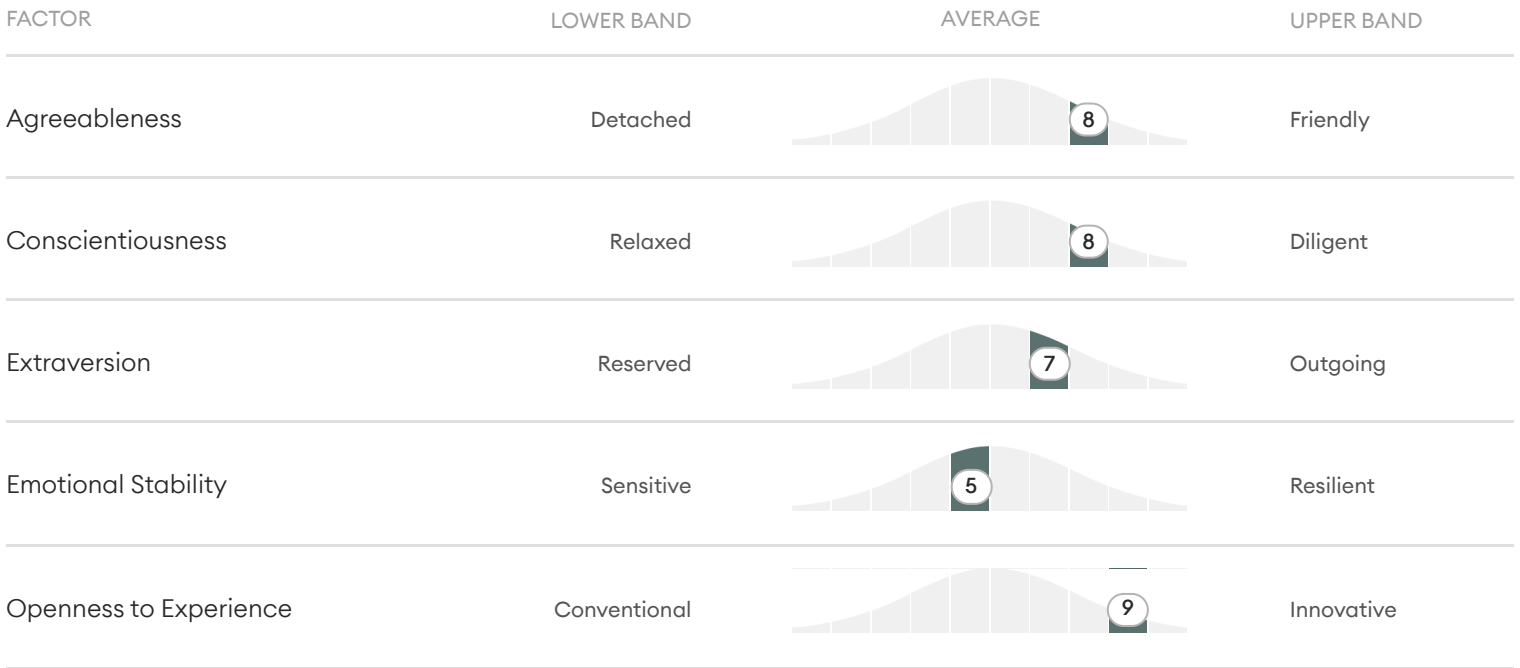 FACTOR LOWER BAND AVERAGE UPPER BAND
Agreeableness Detached 8 Friendly
Conscientiousness Relaxed 8 Diligent
Extraversion Reserved 7 Outgoing
Emotional Stability Sensitive 5 Resilient
Openness to Experience Conventional 9 Innovative